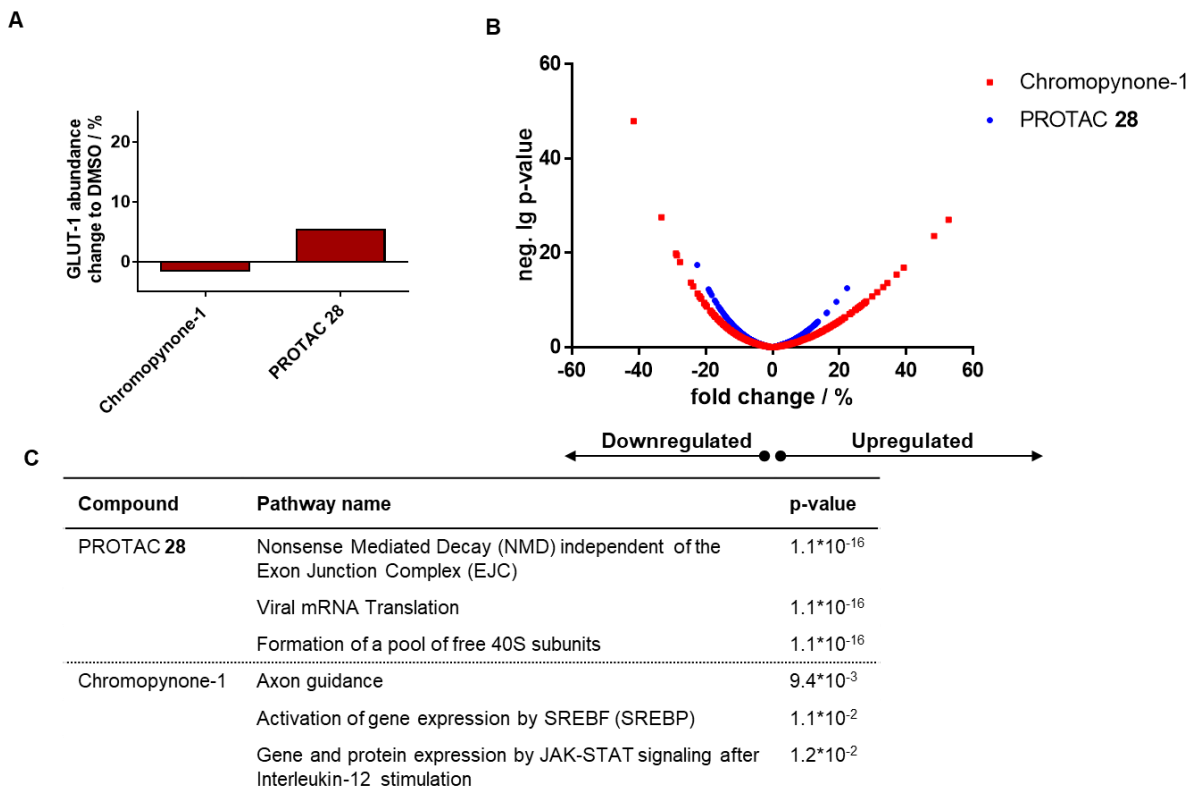 A
GLUT-1 abundance
change to DMSO / %
20
10
0
Chromopynone-1
PROTAC 28
B
neg. lg p-value
60
40
20
0
-60
-40
-20
0
20
40
60
fold change / %
Chromopynone-1
PROTAC 28
Downregulated
Upregulated
C
Compound Pathway name p-value
PROTAC 28 Nonsense Mediated Decay (NMD) independent of the 1.1*10⁻¹⁶
Exon Junction Complex (EJC)
Viral mRNA Translation 1.1*10⁻¹⁶
Formation of a pool of free 40S subunits 1.1*10⁻¹⁶
Chromopynone-1 Axon guidance 9.4*10⁻³
Activation of gene expression by SREBF (SREBP) 1.1*10⁻²
Gene and protein expression by JAK-STAT signaling after 1.2*10⁻²
Interleukin-12 stimulation